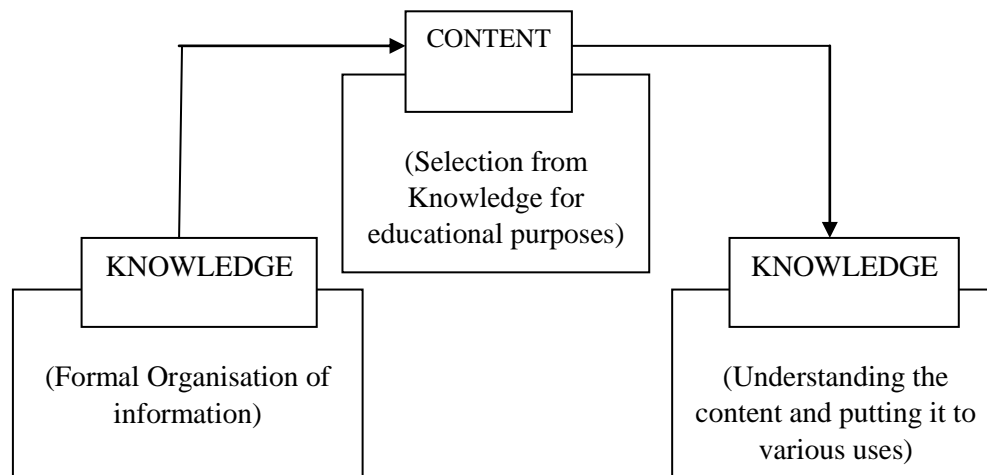 CONTENT
(Selection from
Knowledge for
educational purposes)
KNOWLEDGE
(Formal Organisation of
information)
KNOWLEDGE
(Understanding the
content and putting it to
various uses)